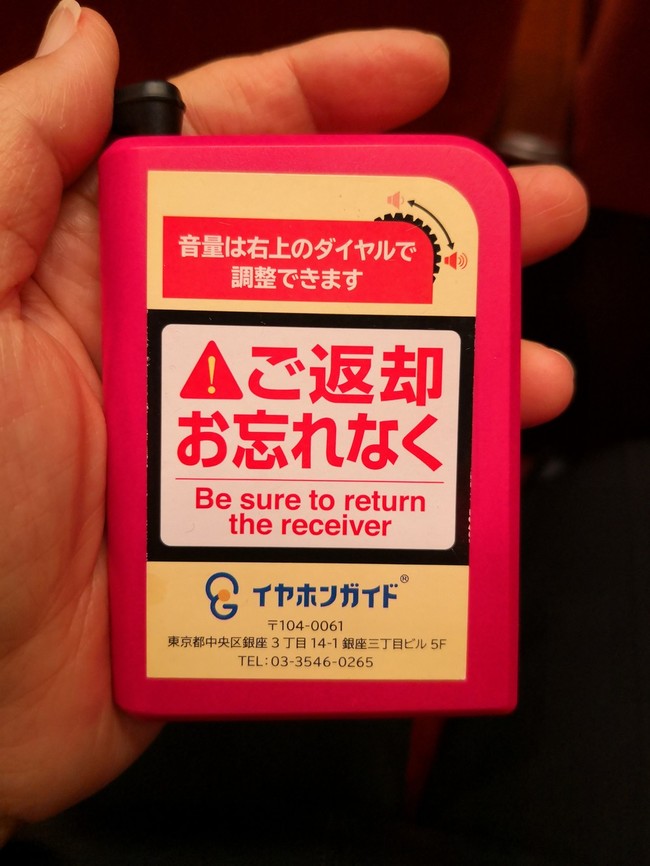 音量は右上のダイヤルで
調整できます
ご返却
お忘れなく
Be sure to return
the receiver
イヤホンガイド®
〒104-0061
東京都中央区銀座3丁目14-1銀座三丁目ビル5F
TEL:03-3546-0265